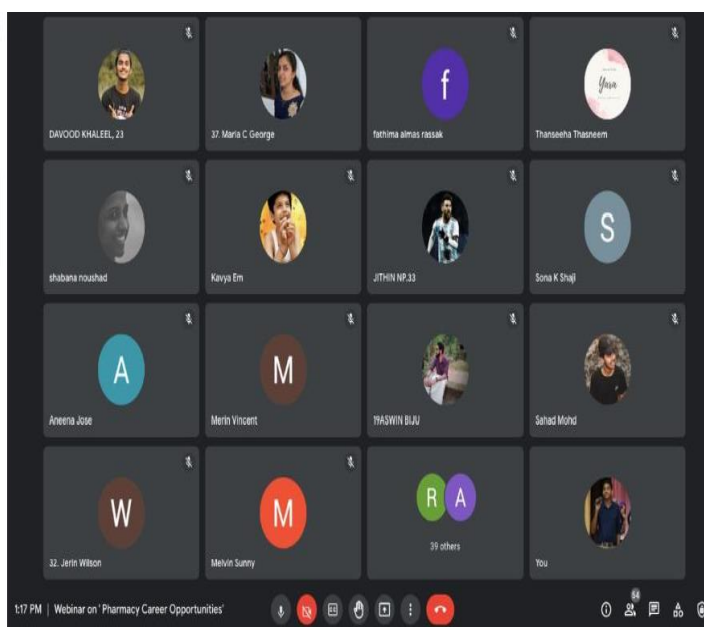 DAVOOD KHALEEL, 23
37. Maria C George
f
fathima almas rassak
Yarn
Thanseeha Thasneem
shabana noushad
Kavya Em
JITHIN NP.33
S
Sona K Shaji
A
Aneena Jose
M
Merin Vincent
19ASWIN BIJU
Sahad Mohd
W
32. Jerin Wilson
M
Melvin Sunny
R A
39 others
You
54
1:17 PM | Webinar on ' Pharmacy Career Opportunities'